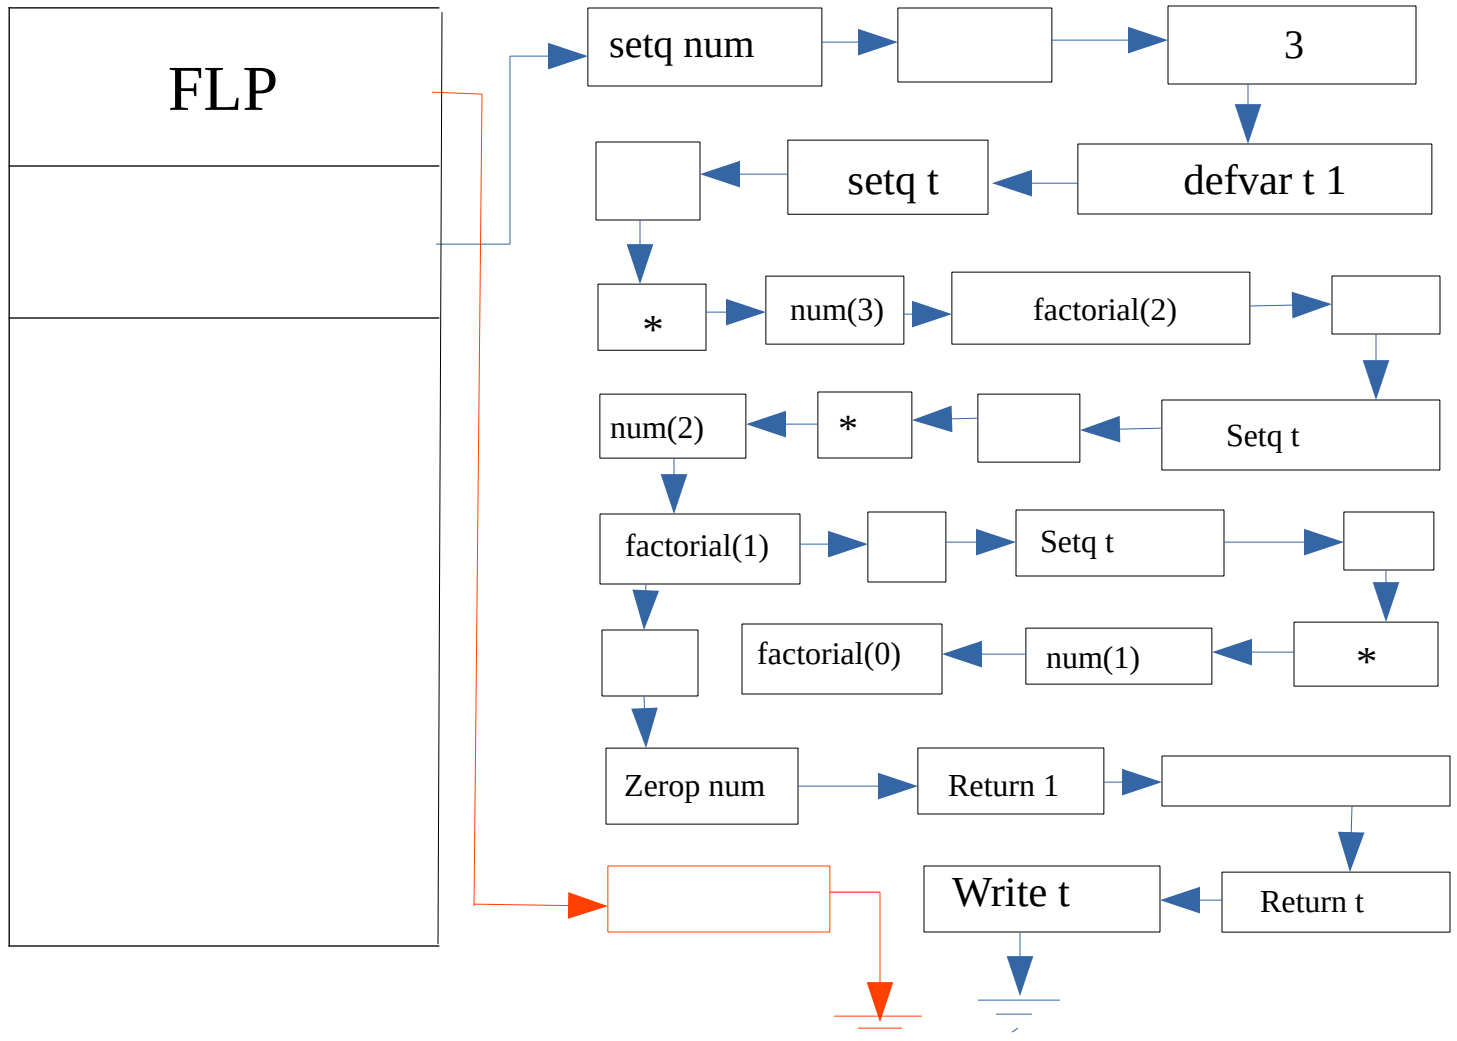 FLP
setq num
3
setq t
defvar t 1
*
num(3)
factorial(2)
num(2)
*
Setq t
factorial(1)
Setq t
factorial(0)
num(1)
*
Zerop num
Return 1
Write t
Return t